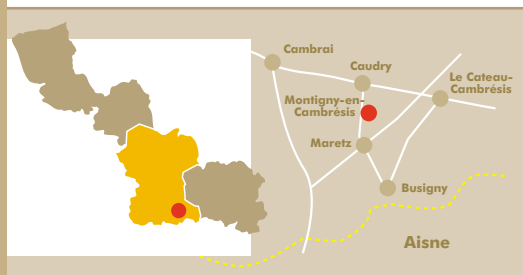 Cambrai
Caudry
Le Cateau-
Cambrésis
Montigny-en-
Cambrésis
Maretz
Busigny
Aisne